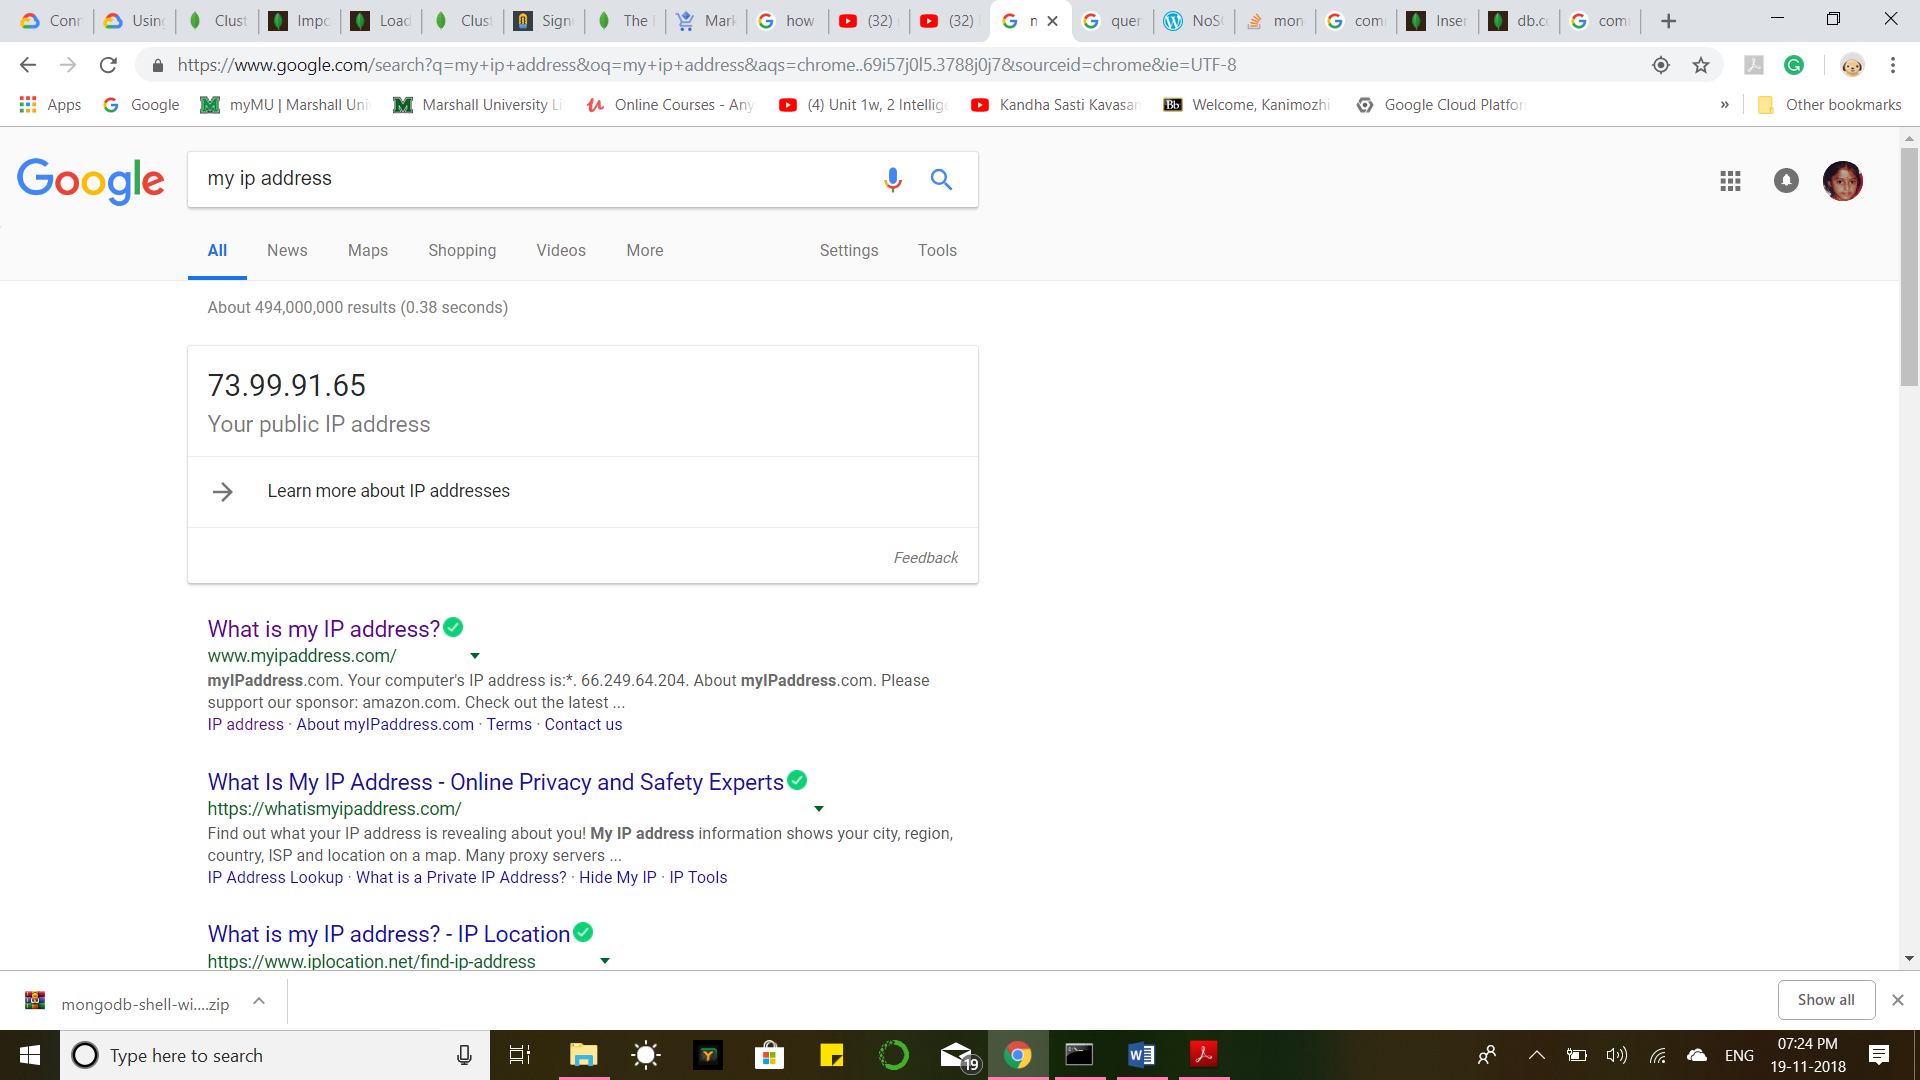 Conn
Using
Clust
Impo
Load
Clust
Sign
The
Mark
how
(32)
(32)
quer
NoS
mon
com
Inser
db.co
com
https://www.google.com/search?q=my+ip+address&oq=my+ip+address&aqs=chrome..69i57j0l5.3788j0j7&sourceid=chrome&ie=UTF-8
Apps
Google
myMU | Marshall Uni
Marshall University Li
Online Courses - Any
(4) Unit 1w, 2 Intellige
Kandha Sasti Kavasam
Bb
Welcome, Kanimozhi
Google Cloud Platfor
»
Other bookmarks
Google
my ip address
All
News
Maps
Shopping
Videos
More
Settings
Tools
About 494,000,000 results (0.38 seconds)
73.99.91.65
Your public IP address
Learn more about IP addresses
Feedback
What is my IP address?
www.myipaddress.com/
myIPaddress.com. Your computer's IP address is:*. 66.249.64.204. About myIPaddress.com. Please
support our sponsor: amazon.com. Check out the latest ...
IP address · About myIPaddress.com · Terms · Contact us
What Is My IP Address - Online Privacy and Safety Experts
https://whatismyipaddress.com/
Find out what your IP address is revealing about you! My IP address information shows your city, region,
country, ISP and location on a map. Many proxy servers ...
IP Address Lookup · What is a Private IP Address? · Hide My IP · IP Tools
What is my IP address? - IP Location
https://www.iplocation.net/find-ip-address
mongodb-shell-wi....zip
Show all
Type here to search
19
ENG
07:24 PM
19-11-2018